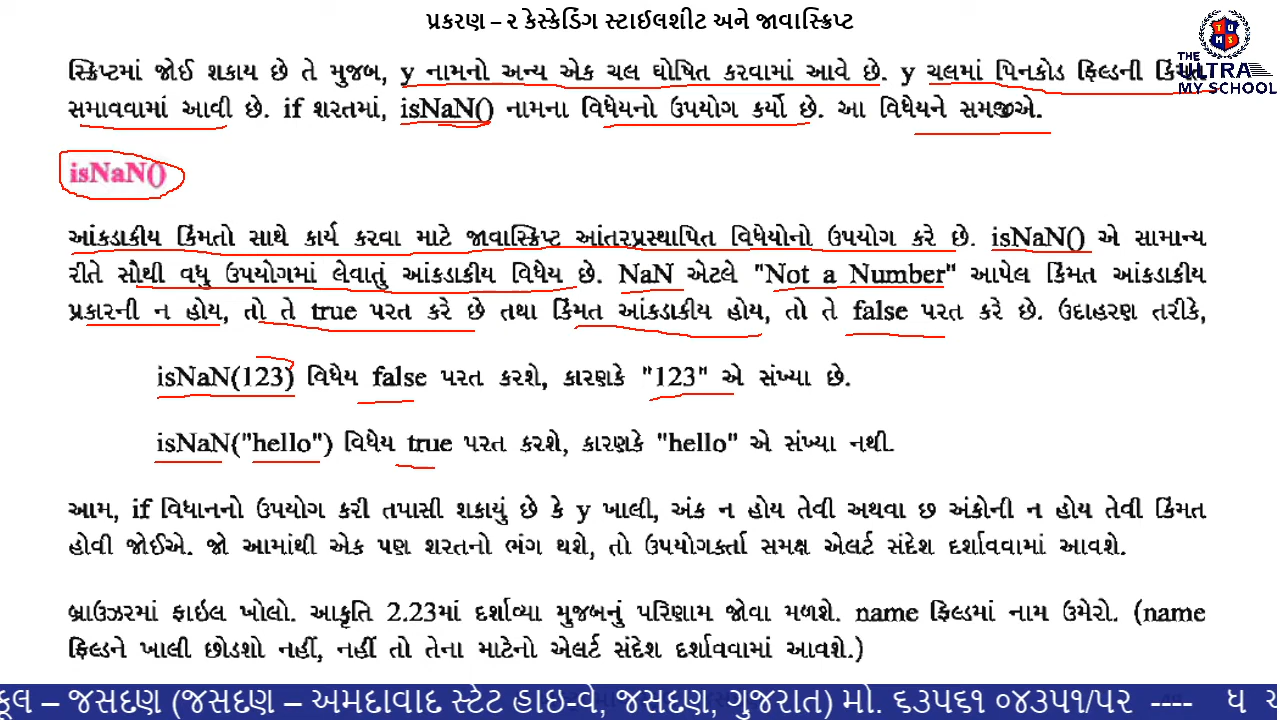 પ્રકરણ – ૨ કેસ્કેડિંગ સ્ટાઈલશીટ અને જાવાસ્ક્રિપ્ટ
TUMS
THE
ULTRA
MY SCHOOL
સ્ક્રિપ્ટમાં જોઈ શકાય છે તે મુજબ, y નામનો અન્ય એક ચલ ઘોષિત કરવામાં આવે છે. y ચલમાં પિનકોડ ફિલ્ડની કિંમત
સમાવવામાં આવી છે. if શરતમાં, isNaN() નામના વિધેયનો ઉપયોગ કર્યો છે. આ વિધેયને સમજીએ.
isNaN()
આંકડાકીય કિંમતો સાથે કાર્ય કરવા માટે જાવાસ્ક્રિપ્ટ આંતરપ્રસ્થાપિત વિધેયોનો ઉપયોગ કરે છે. isNaN() એ સામાન્ય
રીતે સૌથી વધુ ઉપયોગમાં લેવાતું આંકડાકીય વિધેય છે. NaN એટલે "Not a Number" આપેલ કિંમત આંકડાકીય
પ્રકારની ન હોય, તો તે true પરત કરે છે તથા કિંમત આંકડાકીય હોય, તો તે false પરત કરે છે. ઉદાહરણ તરીકે,
isNaN(123) વિધેય false પરત કરશે, કારણકે "123" એ સંખ્યા છે.
isNaN("hello") વિધેય true પરત કરશે, કારણકે "hello" એ સંખ્યા નથી.
આમ, if વિધાનનો ઉપયોગ કરી તપાસી શકાયું છે કે y ખાલી, અંક ન હોય તેવી અથવા છ અંકોની ન હોય તેવી કિંમત
હોવી જોઈએ. જો આમાંથી એક પણ શરતનો ભંગ થશે, તો ઉપયોગકર્તા સમક્ષ એલર્ટ સંદેશ દર્શાવવામાં આવશે.
બ્રાઉઝરમાં ફાઇલ ખોલો. આકૃતિ 2.23માં દર્શાવ્યા મુજબનું પરિણામ જોવા મળશે. name ફિલ્ડમાં નામ ઉમેરો. (name
ફિલ્ડને ખાલી છોડશો નહીં, નહીં તો તેના માટેનો એલર્ટ સંદેશ દર્શાવવામાં આવશે.)
કૂલ – જસદણ (જસદણ – અમદાવાદ સ્ટેટ હાઇ-વે, જસદણ, ગુજરાત) મો. ૬૩૫૬૧ ૦૪૩૫૧/૫૨ ---- ધ